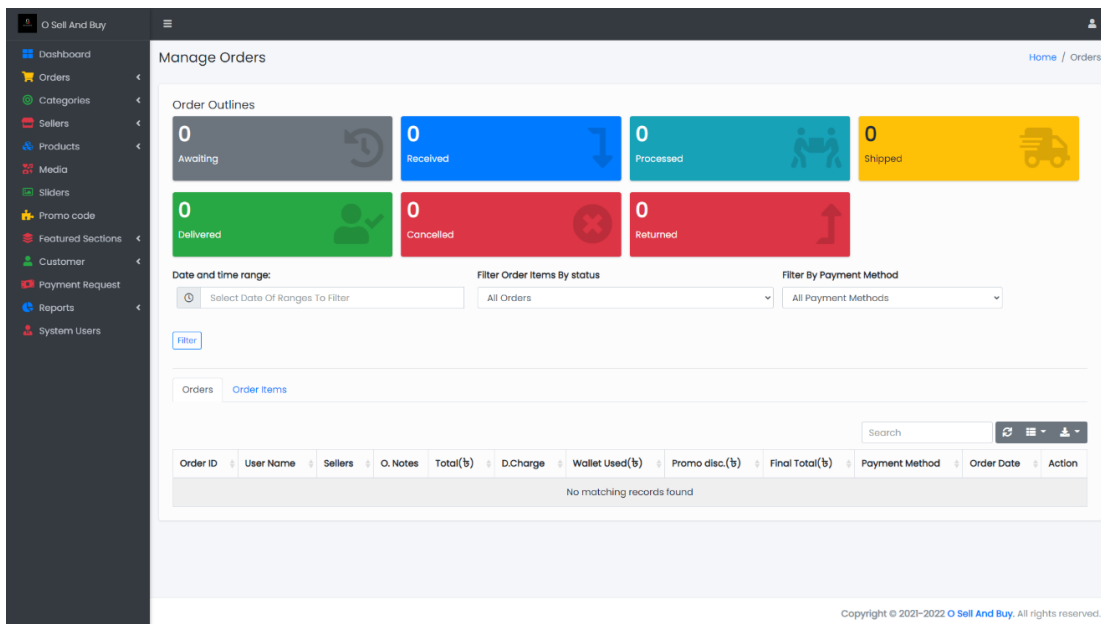 O Sell And Buy
Dashboard
Orders
Categories
Sellers
Products
Media
Sliders
Promo code
Featured Sections
Customer
Payment Request
Reports
System Users
Manage Orders
Home / Orders
Order Outlines
0
Awaiting
0
Received
0
Processed
0
Shipped
0
Delivered
0
Cancelled
0
Returned
Date and time range:
Filter Order Items By status
Filter By Payment Method
Select Date Of Ranges To Filter
All Orders
All Payment Methods
Filter
Orders Order Items
Search
Order ID User Name Sellers O. Notes Total(৳) D.Charge Wallet Used(৳) Promo disc.(৳) Final Total(৳) Payment Method Order Date Action
No matching records found
Copyright © 2021-2022 O Sell And Buy. All rights reserved.